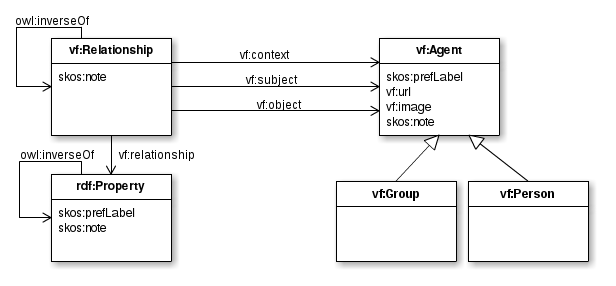 owl:inverseOf
vf:Relationship
skos:note
vf:context
vf:subject
vf:object
vf:Agent
skos:prefLabel
vf:url
vf:image
skos:note
owl:inverseOf
vf:relationship
rdf:Property
skos:prefLabel
skos:note
vf:Group
vf:Person